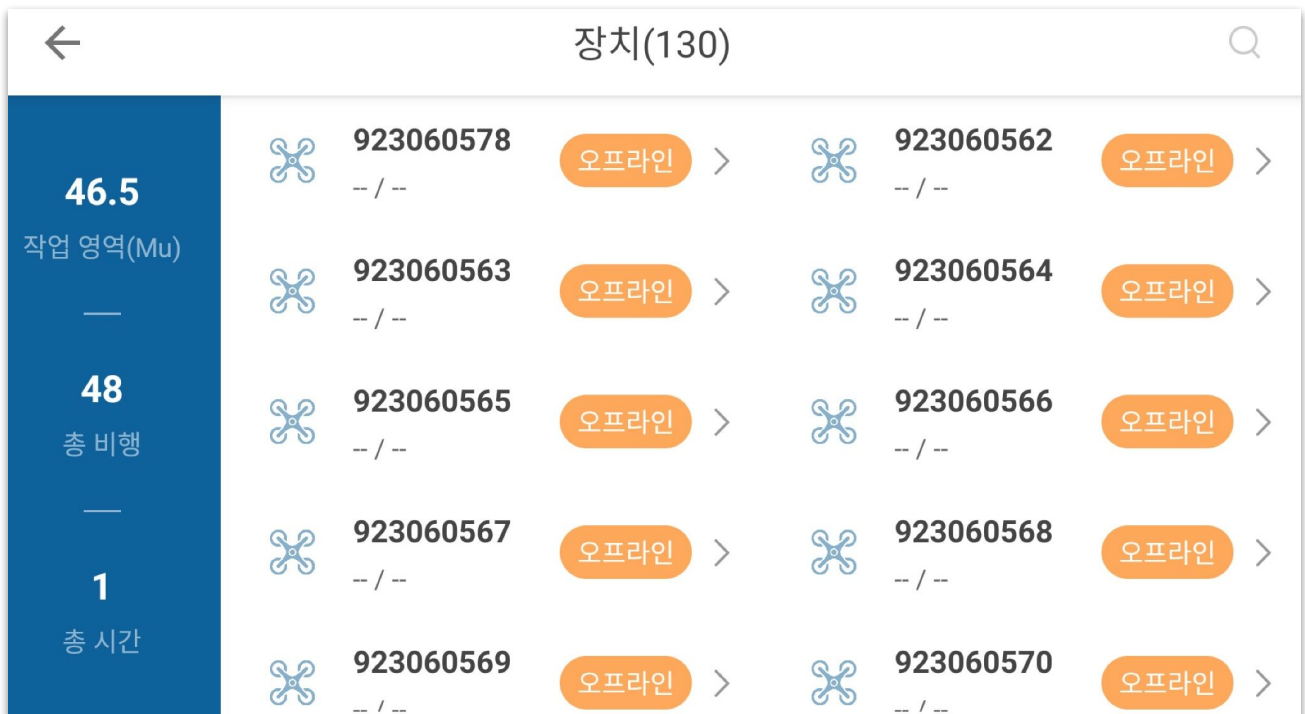 장치(130)
46.5
작업 영역(Mu)
48
총 비행
1
총 시간
923060578
오프라인
-- / --
923060562
오프라인
-- / --
923060563
오프라인
-- / --
923060564
오프라인
-- / --
923060565
오프라인
-- / --
923060566
오프라인
-- / --
923060567
오프라인
-- / --
923060568
오프라인
-- / --
923060569
오프라인
-- / --
923060570
오프라인
-- / --